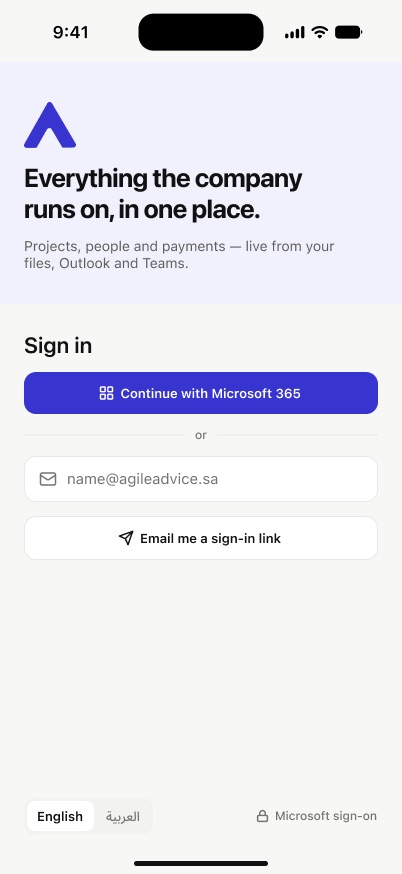 9:41
Everything the company
runs on, in one place.
Projects, people and payments — live from your
files, Outlook and Teams.
Sign in
Continue with Microsoft 365
or
name@agileadvice.sa
Email me a sign-in link
English العربية Microsoft sign-on